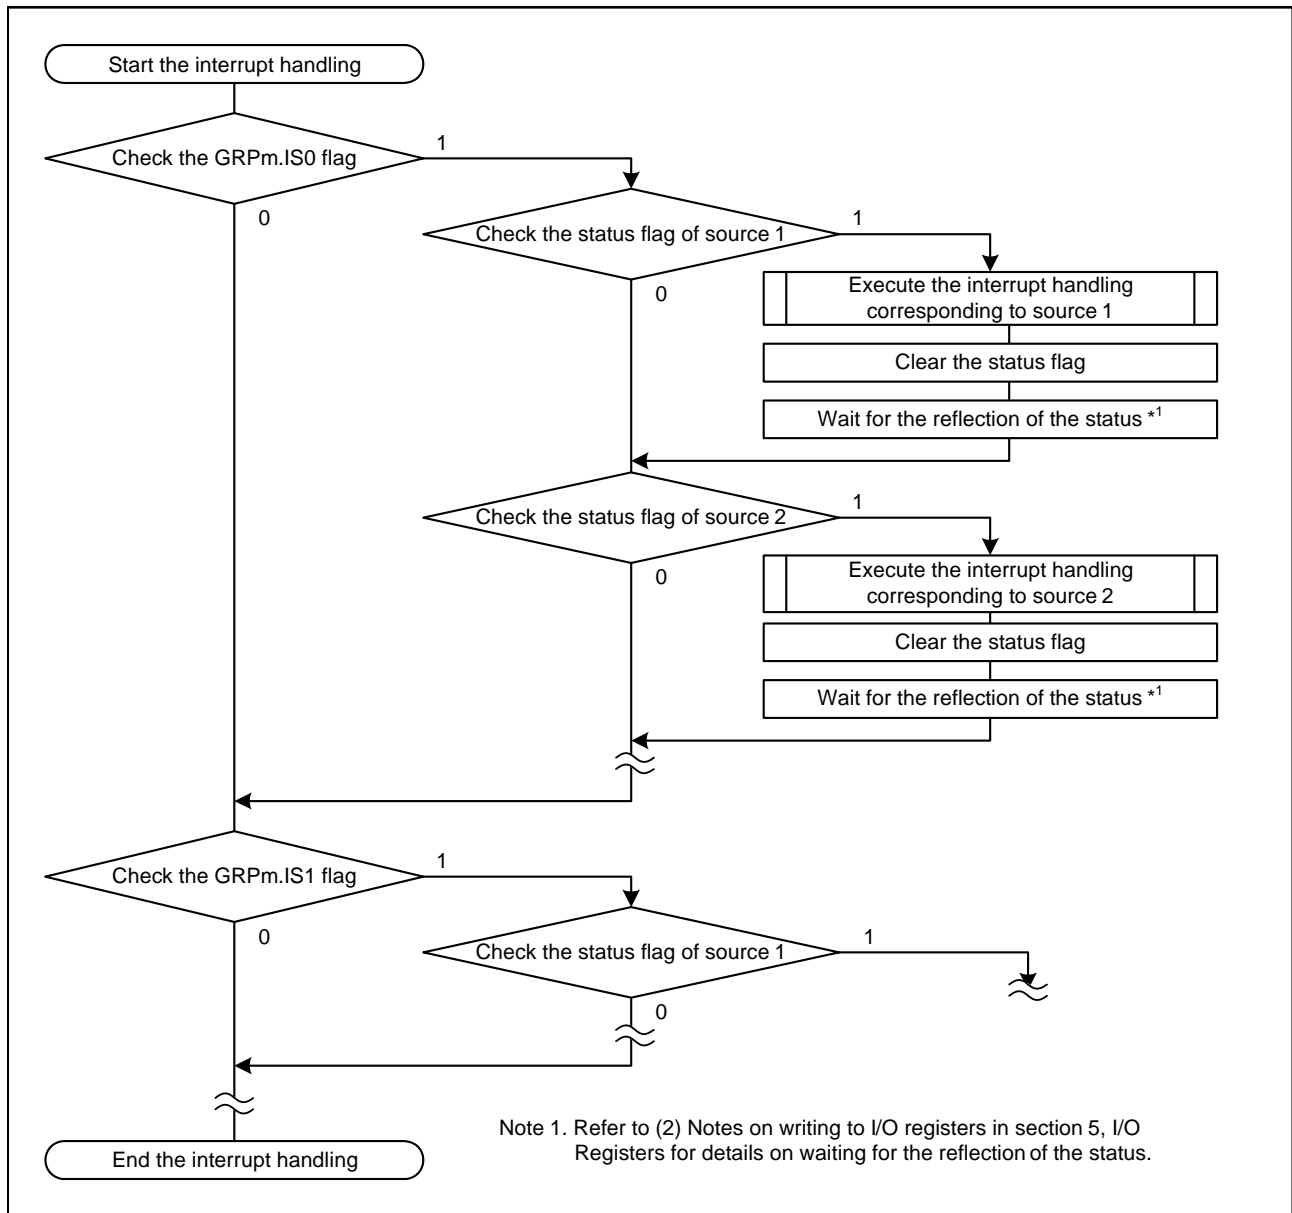 Start the interrupt handling
Check the GRPm.IS0 flag
1
0
Check the status flag of source 1
1
0
Execute the interrupt handling
corresponding to source 1
Clear the status flag
Wait for the reflection of the status *1
Check the status flag of source 2
1
0
Execute the interrupt handling
corresponding to source 2
Clear the status flag
Wait for the reflection of the status *1
Check the GRPm.IS1 flag
1
0
Check the status flag of source 1
1
0
End the interrupt handling
Note 1. Refer to (2) Notes on writing to I/O registers in section 5, I/O
Registers for details on waiting for the reflection of the status.